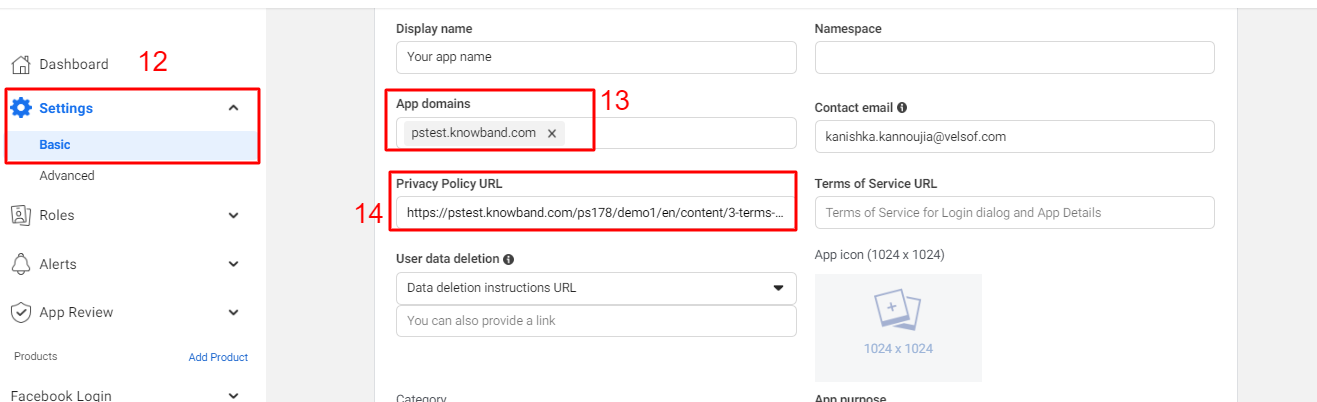 12
Dashboard
Settings
Basic
Advanced
Roles
Alerts
App Review
Products
Add Product
Facebook Login
Display name
Your app name
Namespace
13
App domains
pstest.knowband.com ×
Contact email
kanishka.kannoujia@velsof.com
14
Privacy Policy URL
https://pstest.knowband.com/ps178/demo1/en/content/3-terms-...
Terms of Service URL
Terms of Service for Login dialog and App Details
User data deletion
Data deletion instructions URL
You can also provide a link
App icon (1024 x 1024)
1024 x 1024
Category
App purpose